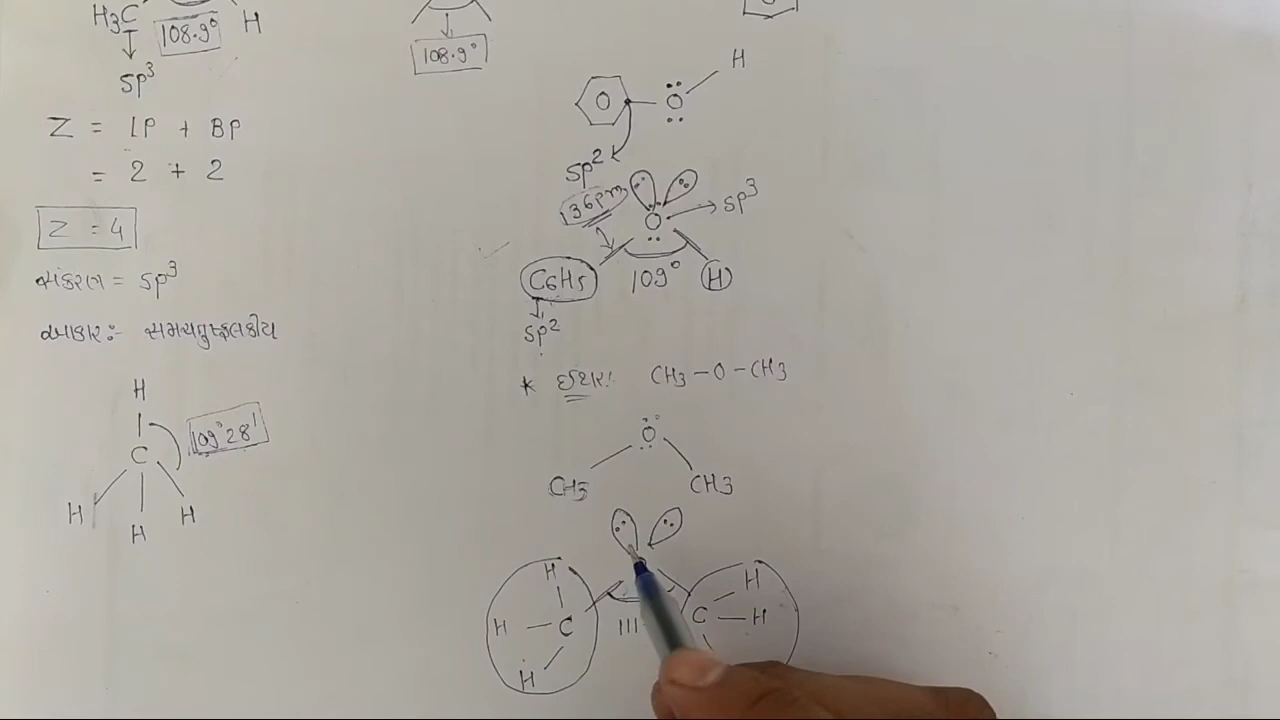 H₃C
108.9°
H
sp³
Z = LP + BP
= 2 + 2
Z = 4
સંકરણ = sp³
આકાર:- સમચતુષ્ફલકીય
H
C
109°28'
H
H
H
108.9°
O
H
sp²
136pm
O
sp³
C6H5
109°
H
sp²
* ઈથર: CH3-O-CH3
O
CH3
CH3
H
H
C
H
111
C
H
H